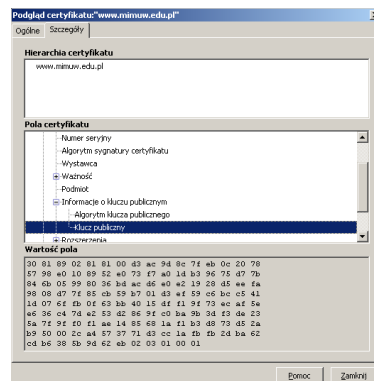 Podgląd certyfikatu:"www.mimuw.edu.pl"
Ogólne Szczegóły
Hierarchia certyfikatu
www.mimuw.edu.pl
Pola certyfikatu
Numer seryjny
Algorytm sygnatury certyfikatu
Wystawca
Ważność
Podmiot
Informacje o kluczu publicznym
Algorytm klucza publicznego
Klucz publiczny
Rozszerzenia
Wartość pola
30 81 89 02 81 81 00 d3 ac 9d 8c 7f eb 0c 20 78
57 98 e0 10 89 52 e0 73 f7 a0 1d b3 96 75 d7 7b
84 6b 05 99 80 36 bd ac d6 e0 e2 19 28 d5 ee fa
98 08 d7 7f 85 cb 59 b7 01 d3 ef 59 c6 bc c5 41
1d 07 6f fb 0f 63 bb 40 15 df f1 9f 73 ec af 5e
e6 36 c4 7d e2 53 d2 86 9f c0 ba 9b 3d f3 de 23
5a 7f 9f f0 f1 ae 14 85 68 1a f1 b3 d8 73 d5 2a
b9 50 00 2c a4 57 37 71 d3 cc 1a fb fb 2d ba 62
cd b6 38 5b 9d 62 eb 02 03 01 00 01
Pomoc Zamknij